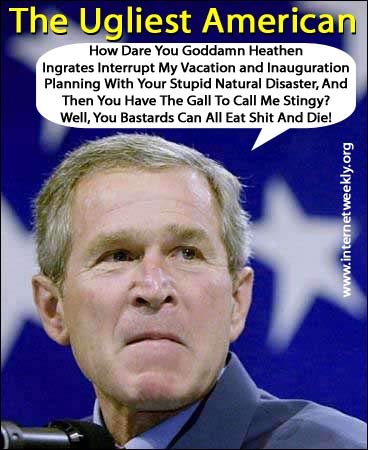 The Ugliest American
How Dare You Goddamn Heathen
Ingrates Interrupt My Vacation and Inauguration
Planning With Your Stupid Natural Disaster, And
Then You Have The Gall To Call Me Stingy?
Well, You Bastards Can All Eat Shit And Die!
www.internetweekly.org